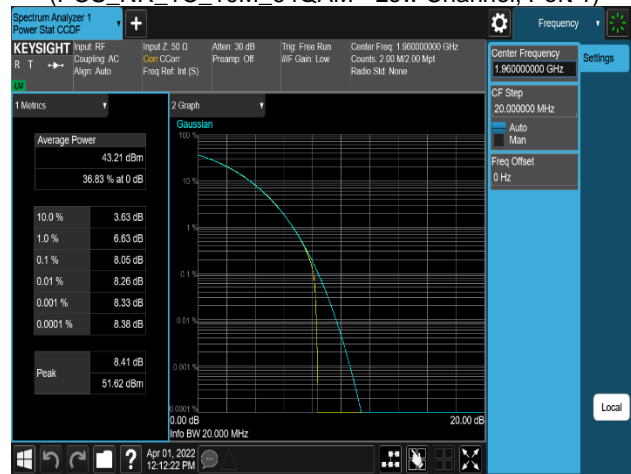 Spectrum Analyzer 1
Power Stat CCDF
Frequency
KEYSIGHT
R T
Input: RF
Coupling: AC
Align: Auto
Input Z: 50 Ω
Corr CCorr
Freq Ref: Int (S)
Atten: 30 dB
Preamp: Off
Trig: Free Run
#IF Gain: Low
Center Freq: 1.960000000 GHz
Counts: 2.00 M/2.00 Mpt
Radio Std: None
Center Frequency
1.960000000 GHz
Settings
CF Step
20.000000 MHz
Auto
Man
Freq Offset
0 Hz
1 Metrics
Average Power
43.21 dBm
36.83 % at 0 dB
10.0 % 3.63 dB
1.0 % 6.63 dB
0.1 % 8.05 dB
0.01 % 8.26 dB
0.001 % 8.33 dB
0.0001 % 8.38 dB
Peak
8.41 dB
51.62 dBm
2 Graph
Gaussian
100 %
10 %
1 %
0.1 %
0.01 %
0.001 %
0.0001 %
0.00 dB 20.00 dB
Info BW 20.000 MHz
Local
? Apr 01, 2022
12:12:22 PM